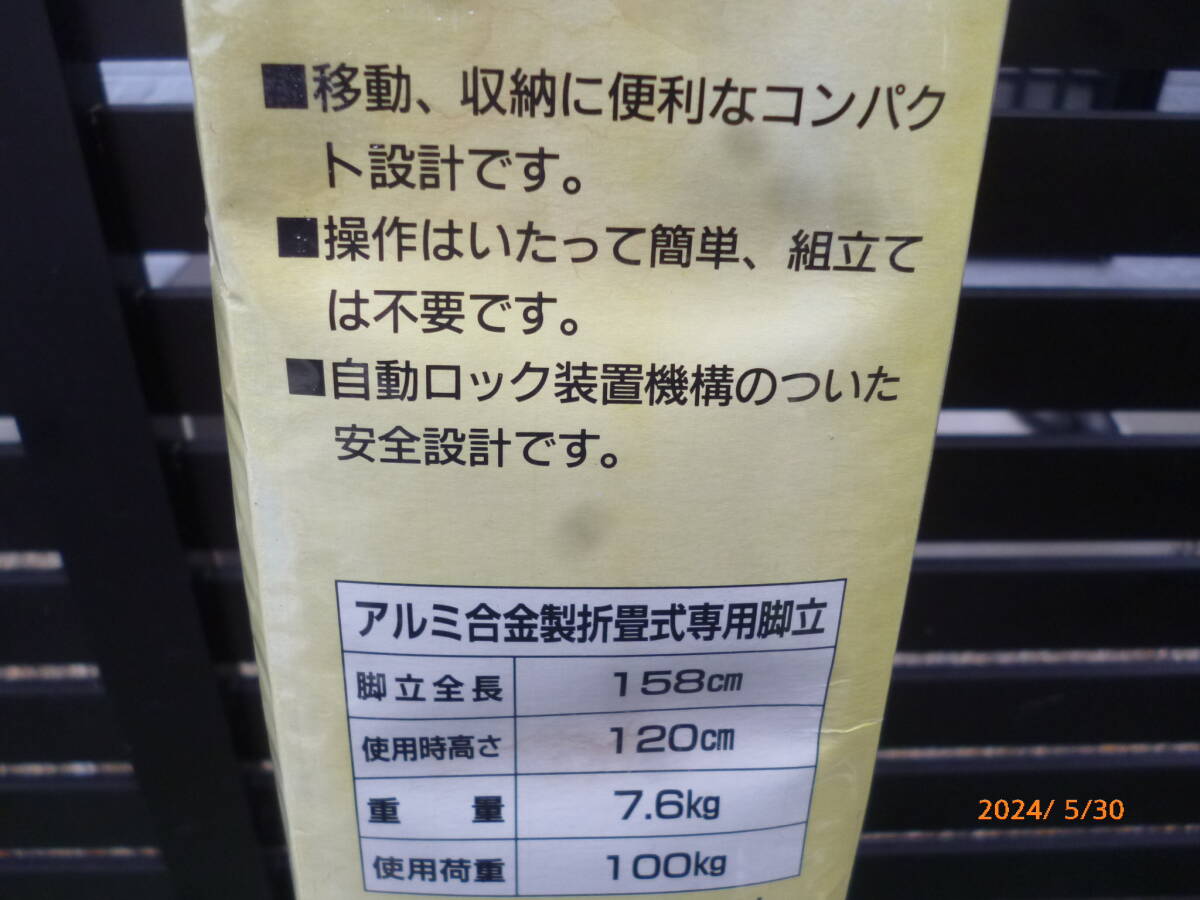 ■移動、収納に便利なコンパク
ト設計です。
■操作はいたって簡単、組立て
は不要です。
■自動ロック装置機構のついた
安全設計です。
アルミ合金製折畳式専用脚立
脚立全長 158cm
使用時高さ 120cm
重量 7.6kg
使用荷重 100kg
2024/ 5/30